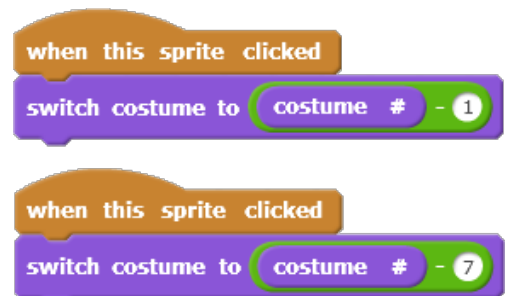 when this sprite clicked
switch costume to costume # - 1
when this sprite clicked
switch costume to costume # - 7